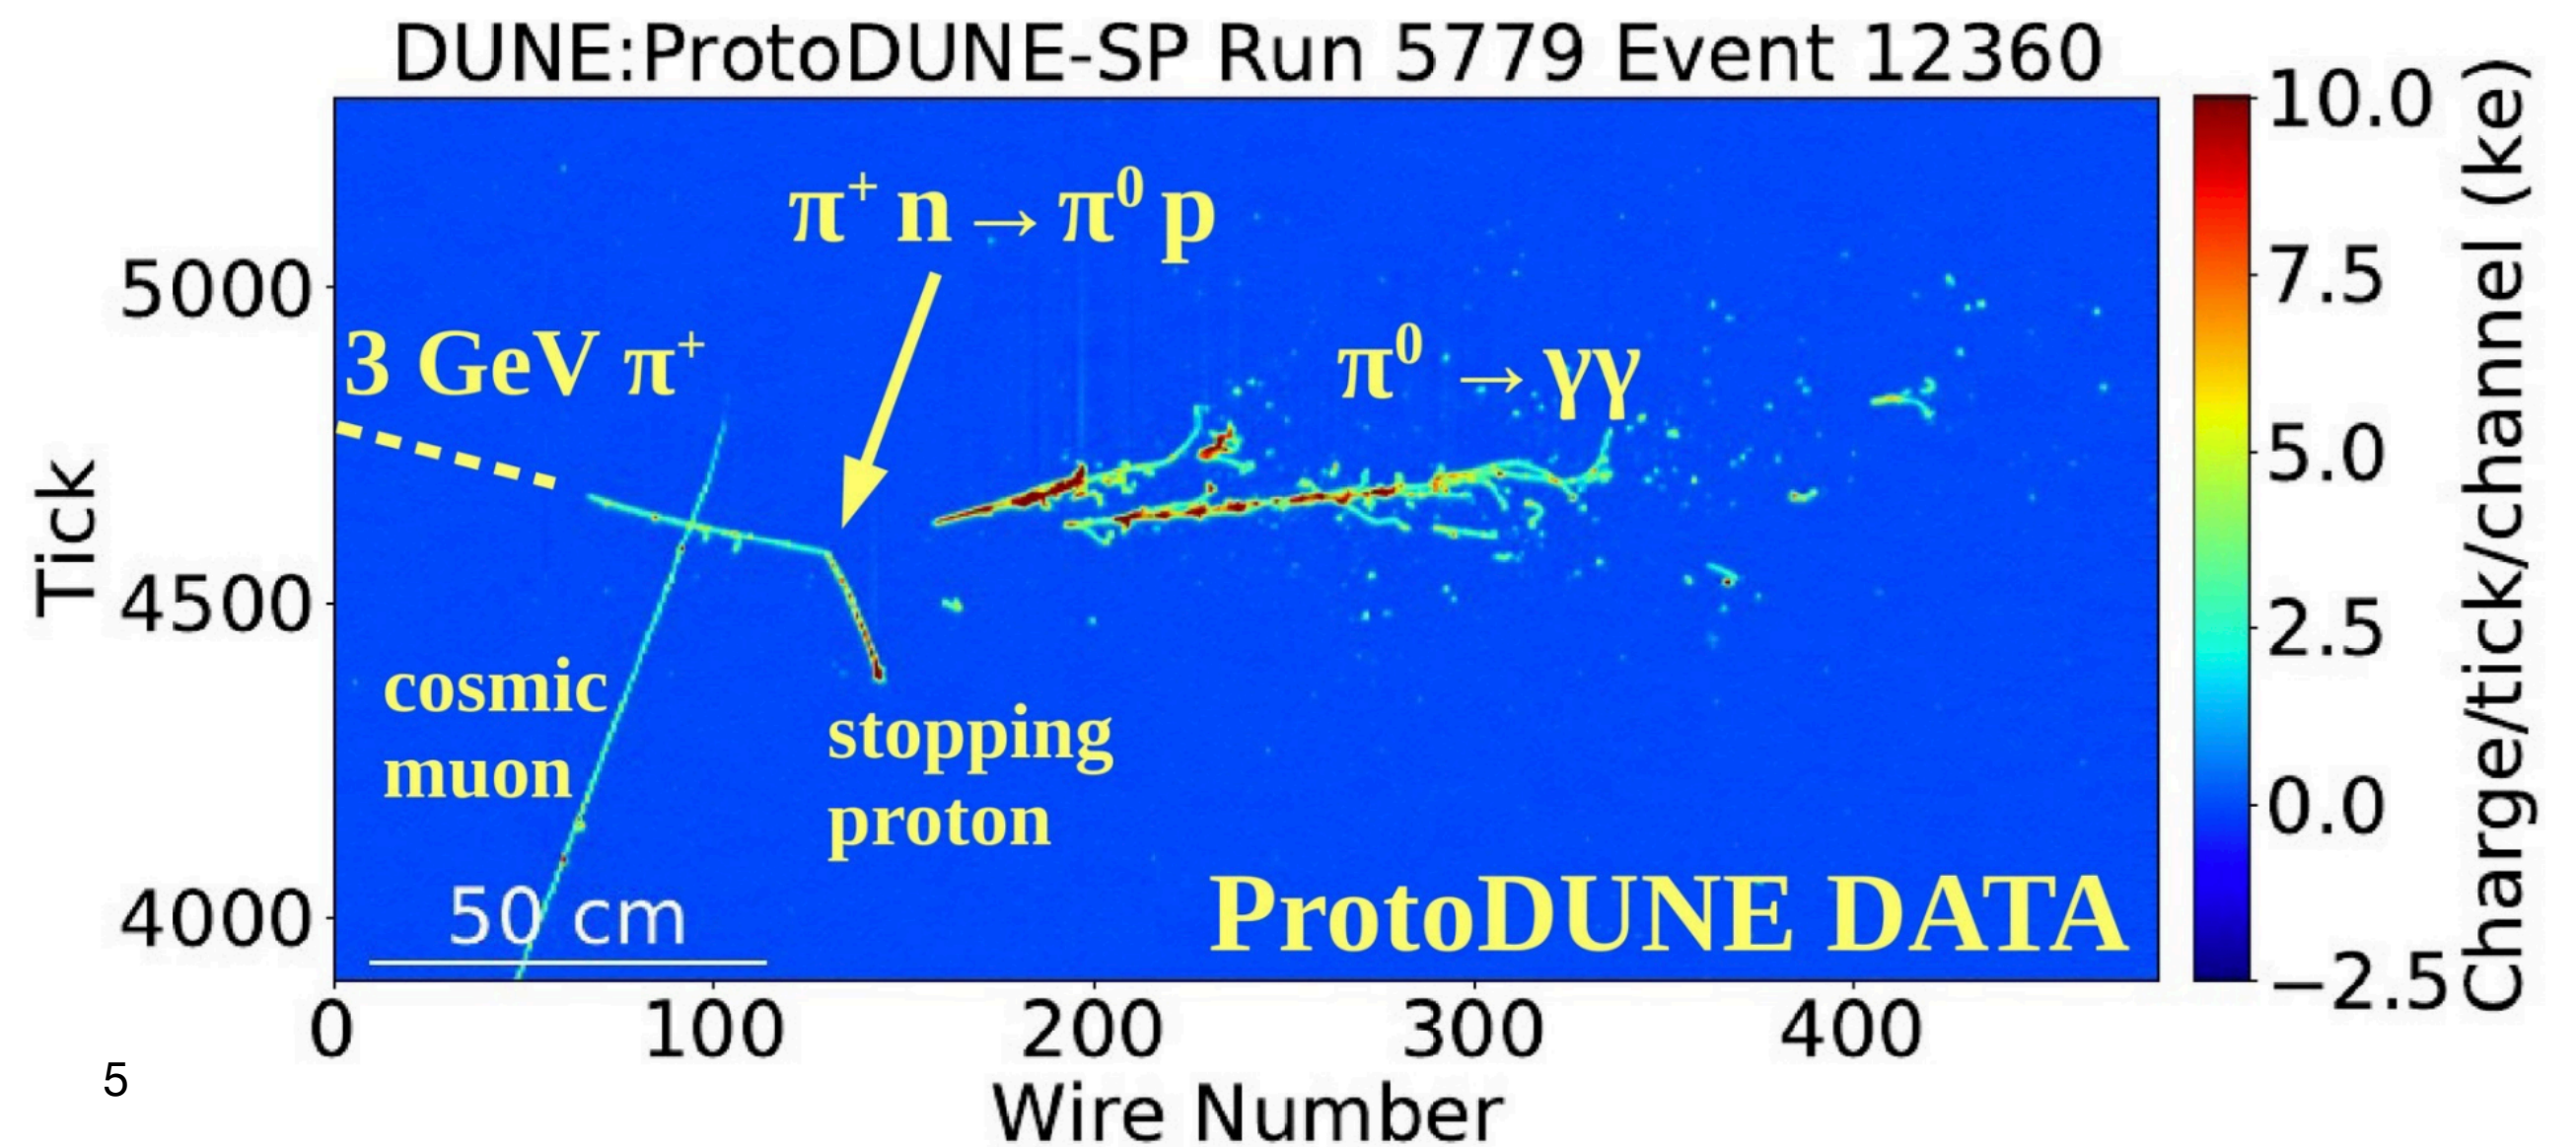 DUNE:ProtoDUNE-SP Run 5779 Event 12360
π⁺ n → π⁰ p
3 GeV π⁺
π⁰ → γγ
cosmic
muon
stopping
proton
50 cm
ProtoDUNE DATA
Tick
5000
4500
4000
0 100 200 300 400
Wire Number
10.0
7.5
5.0
2.5
0.0
−2.5
Charge/tick/channel (ke)
5